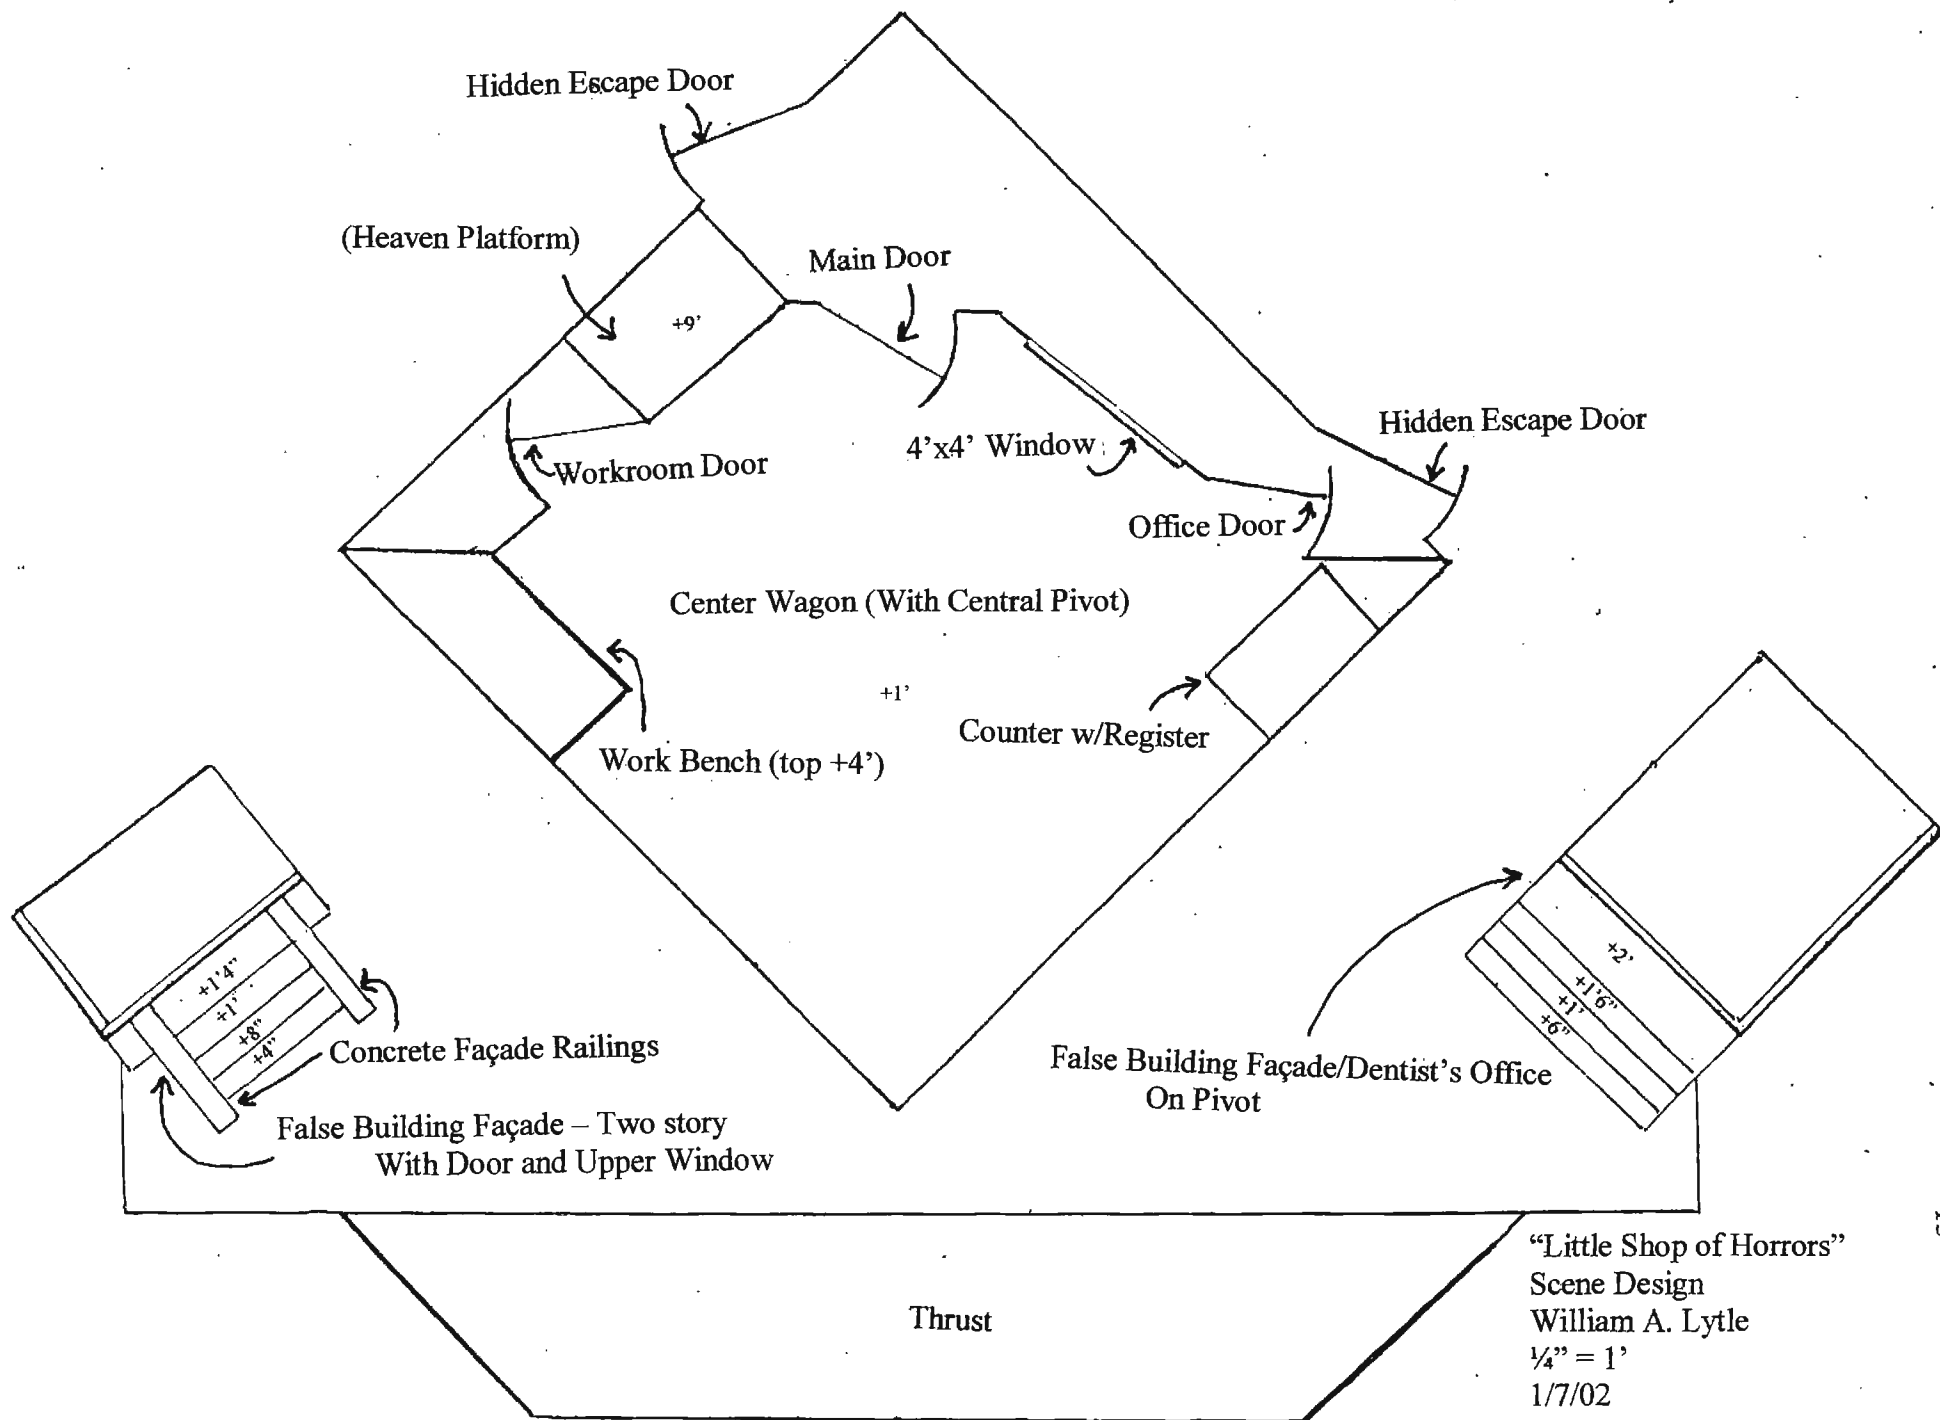 Hidden Escape Door
(Heaven Platform)
Main Door
+9’
Hidden Escape Door
4’x4’ Window
Workroom Door
Office Door
Center Wagon (With Central Pivot)
+1’
Counter w/Register
Work Bench (top +4’)
+2’
+1’6”
+1’
+6”
+1’4”
+1’
+8”
+4”
Concrete Façade Railings
False Building Façade/Dentist’s Office
On Pivot
False Building Façade – Two story
With Door and Upper Window
“Little Shop of Horrors”
Scene Design
William A. Lytle
¼” = 1’
1/7/02
Thrust